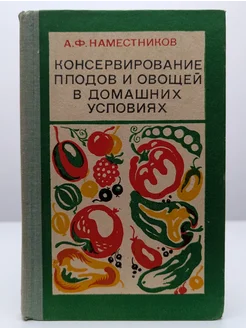 А.Ф.НАМЕСТНИКОВ
КОНСЕРВИРОВАНИЕ
ПЛОДОВ И ОВОЩЕЙ
В ДОМАШНИХ
УСЛОВИЯХ